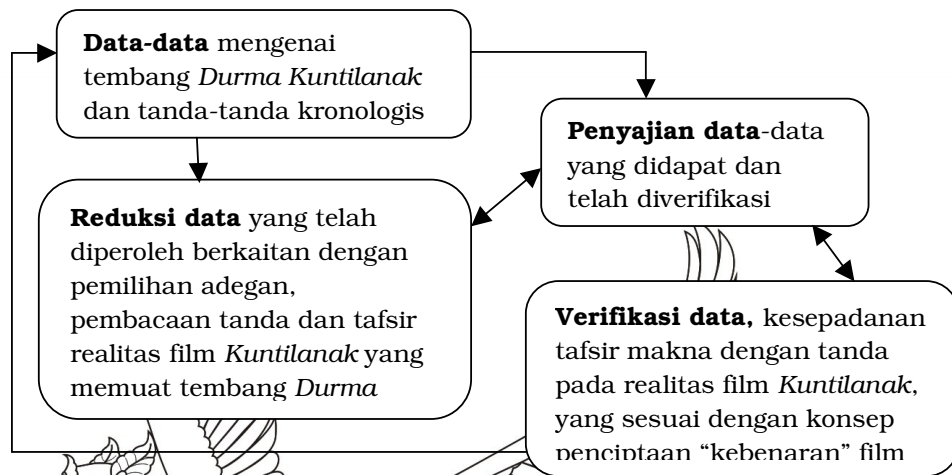 Data-data mengenai
tembang Durma Kuntilanak
dan tanda-tanda kronologis
Penyajian data-data
yang didapat dan
telah diverifikasi
Reduksi data yang telah
diperoleh berkaitan dengan
pemilihan adegan,
pembacaan tanda dan tafsir
realitas film Kuntilanak yang
memuat tembang Durma
Verifikasi data, kesepadanan
tafsir makna dengan tanda
pada realitas film Kuntilanak,
yang sesuai dengan konsep
penciptaan “kebenaran” film